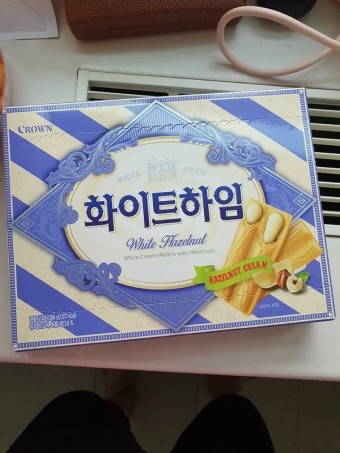 CROWN
WHITE HEIM
화이트하임
White Hazelnut
White Cream Wafers with Hazelnuts
HAZELNUT CREAM